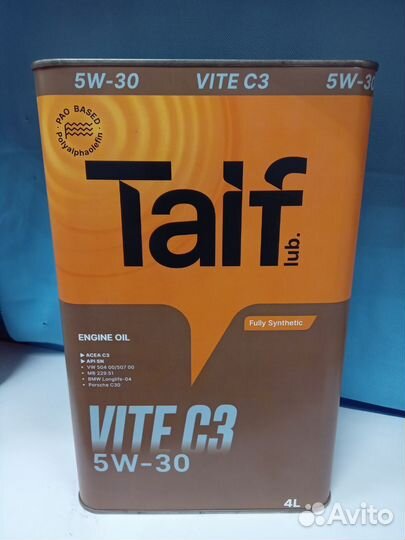 5W-30 VITE C3 5W-30
PAO BASED
Polyalphaolefin
Taif
lub.
Fully Synthetic
ENGINE OIL
ACEA C3
API SN
VW 504 00/507 00
MB 229.51
BMW Longlife-04
Porsche C30
VITE C3
5W-30
4L
Avito